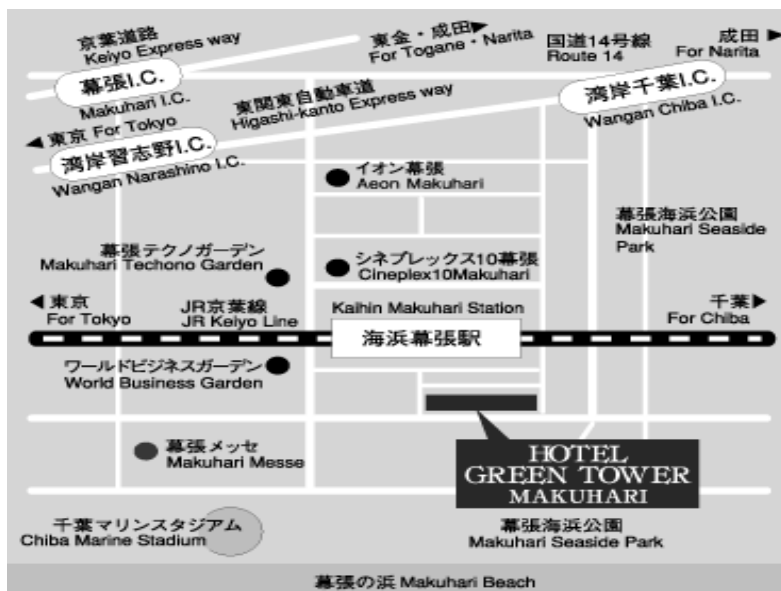 京葉道路
Keiyo Express way
東金・成田▶
For Togane・Narita
国道14号線
Route 14
成田 ▶
For Narita
幕張I.C.
Makuhari I.C.
東関東自動車道
Higashi-kanto Express way
湾岸千葉I.C.
Wangan Chiba I.C.
◀ 東京 For Tokyo
湾岸習志野I.C.
Wangan Narashino I.C.
イオン幕張
Aeon Makuhari
幕張海浜公園
Makuhari Seaside
Park
幕張テクノガーデン
Makuhari Techono Garden
シネプレックス10幕張
Cineplex10Makuhari
◀東京
For Tokyo
JR京葉線
JR Keiyo Line
Kaihin Makuhari Station
海浜幕張駅
千葉▶
For Chiba
ワールドビジネスガーデン
World Business Garden
幕張メッセ
Makuhari Messe
HOTEL
GREEN TOWER
MAKUHARI
千葉マリンスタジアム
Chiba Marine Stadium
幕張海浜公園
Makuhari Seaside Park
幕張の浜 Makuhari Beach